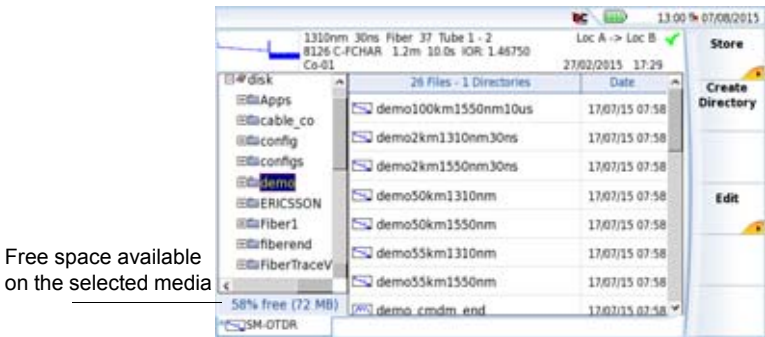 13:00 07/08/2015
1310nm 30ns Fiber 37 Tube 1 - 2 Loc A -> Loc B
8126 C-FCHAR 1.2m 10.0s IOR: 1.46750
Co-01 27/02/2015 17:29
Store
Create Directory
Edit
disk
Apps
cable_co
config
configs
demo
ERICSSON
Fiber1
fiberend
FiberTraceV
58% free (72 MB)
SM-OTDR
26 Files - 1 Directories Date
demo100km1550nm10us 17/07/15 07:58
demo2km1310nm30ns 17/07/15 07:58
demo2km1550nm30ns 17/07/15 07:58
demo50km1310nm 17/07/15 07:58
demo50km1550nm 17/07/15 07:58
demo55km1310nm 17/07/15 07:58
demo55km1550nm 17/07/15 07:58
demo_cmdm_end 17/07/15 07:58
Free space available
on the selected media